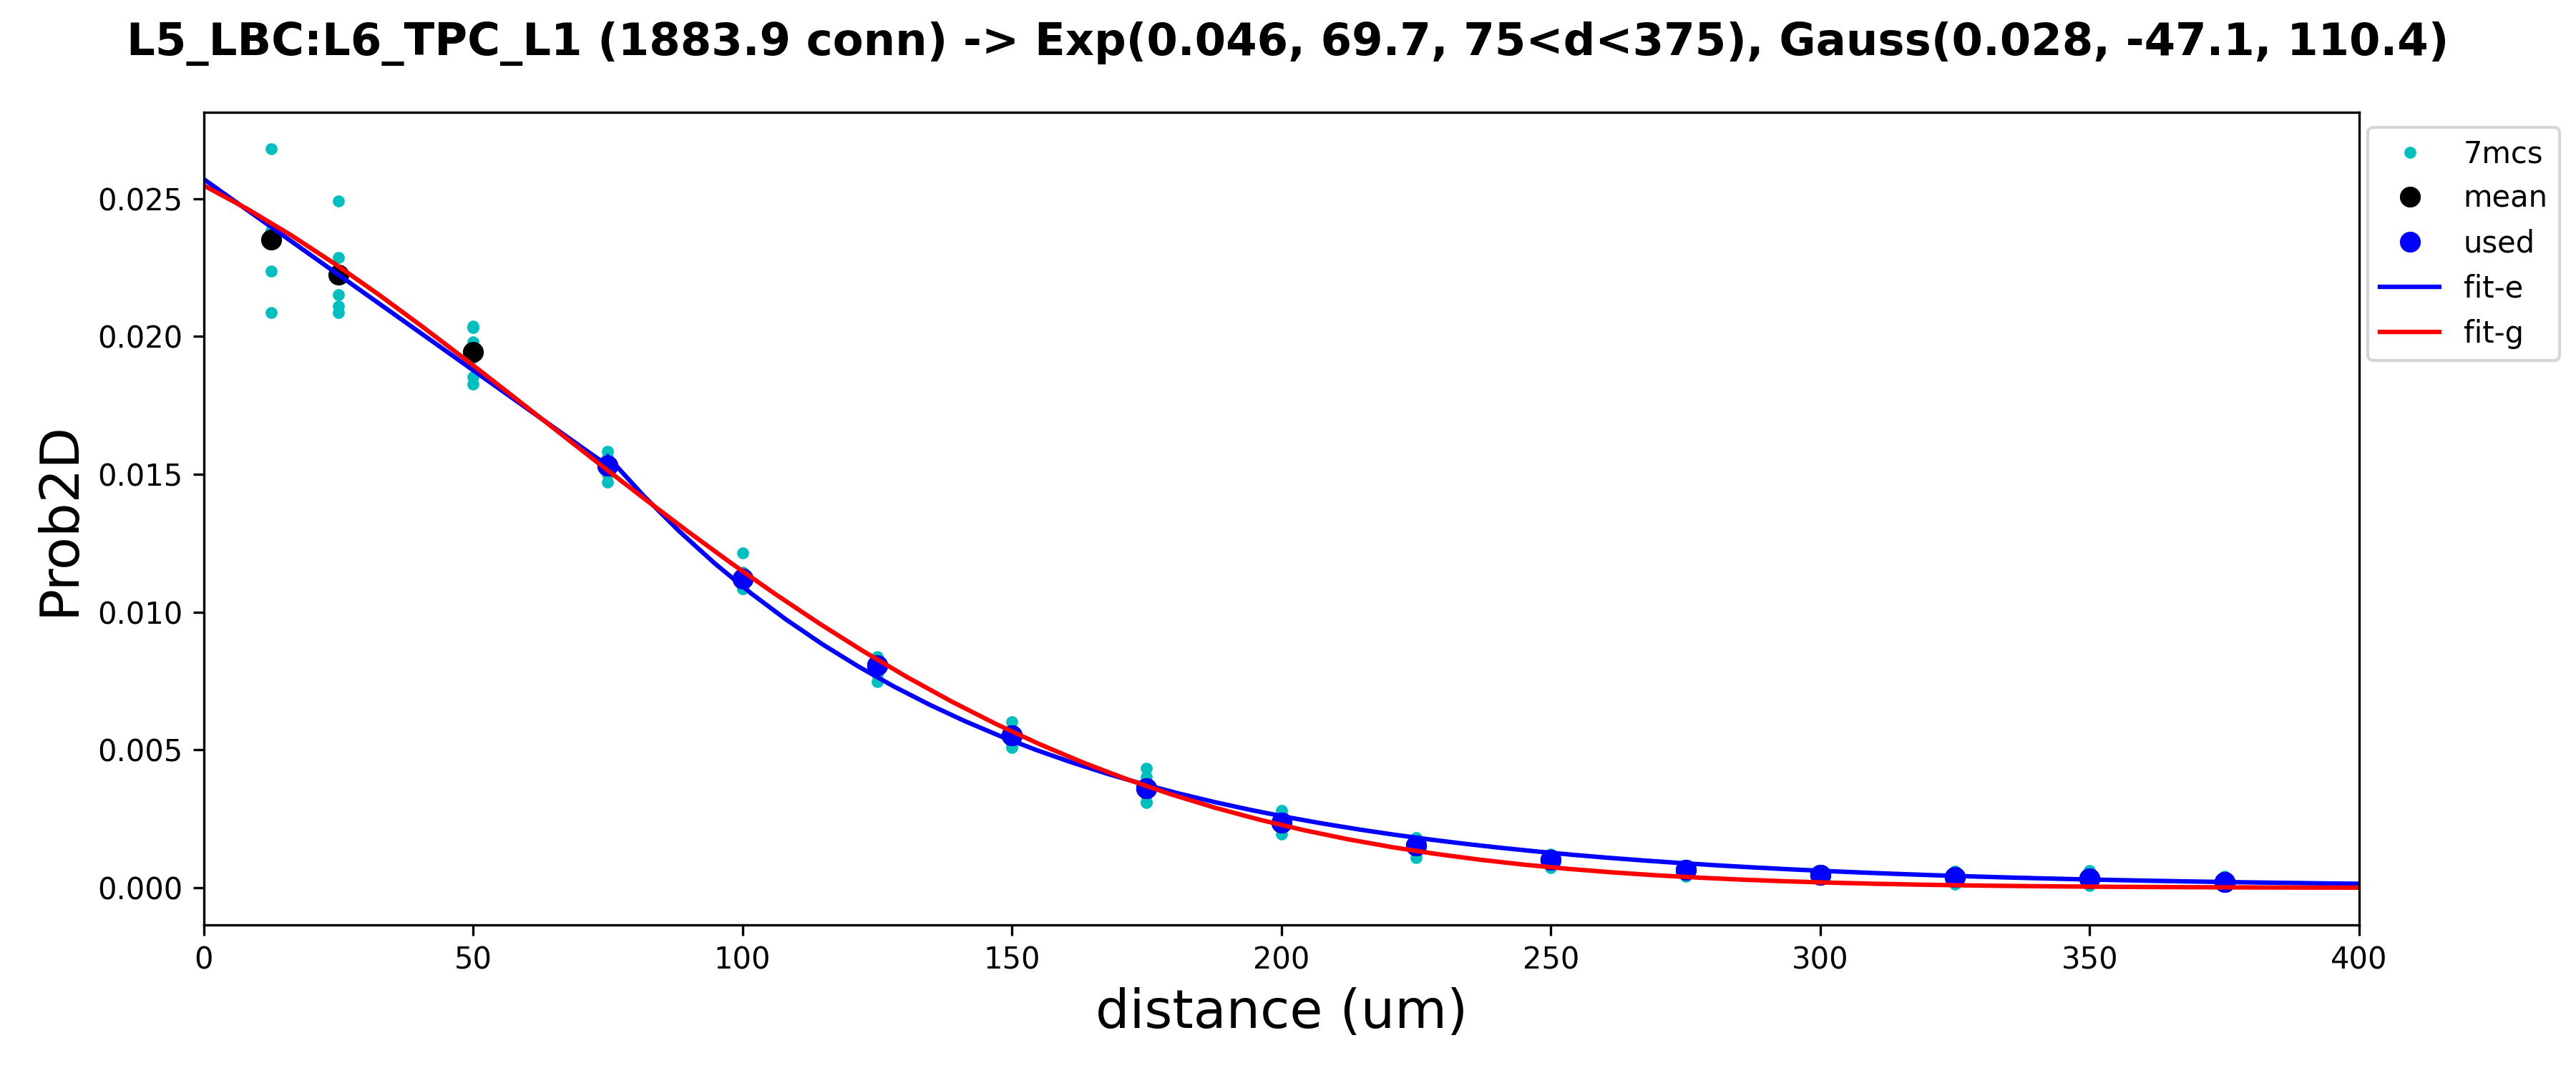 L5_LBC:L6_TPC_L1 (1883.9 conn) -> Exp(0.046, 69.7, 75<d<375), Gauss(0.028, -47.1, 110.4)
7mcs
mean
used
fit-e
fit-g
Prob2D
0.025
0.020
0.015
0.010
0.005
0.000
0 50 100 150 200 250 300 350 400
distance (um)